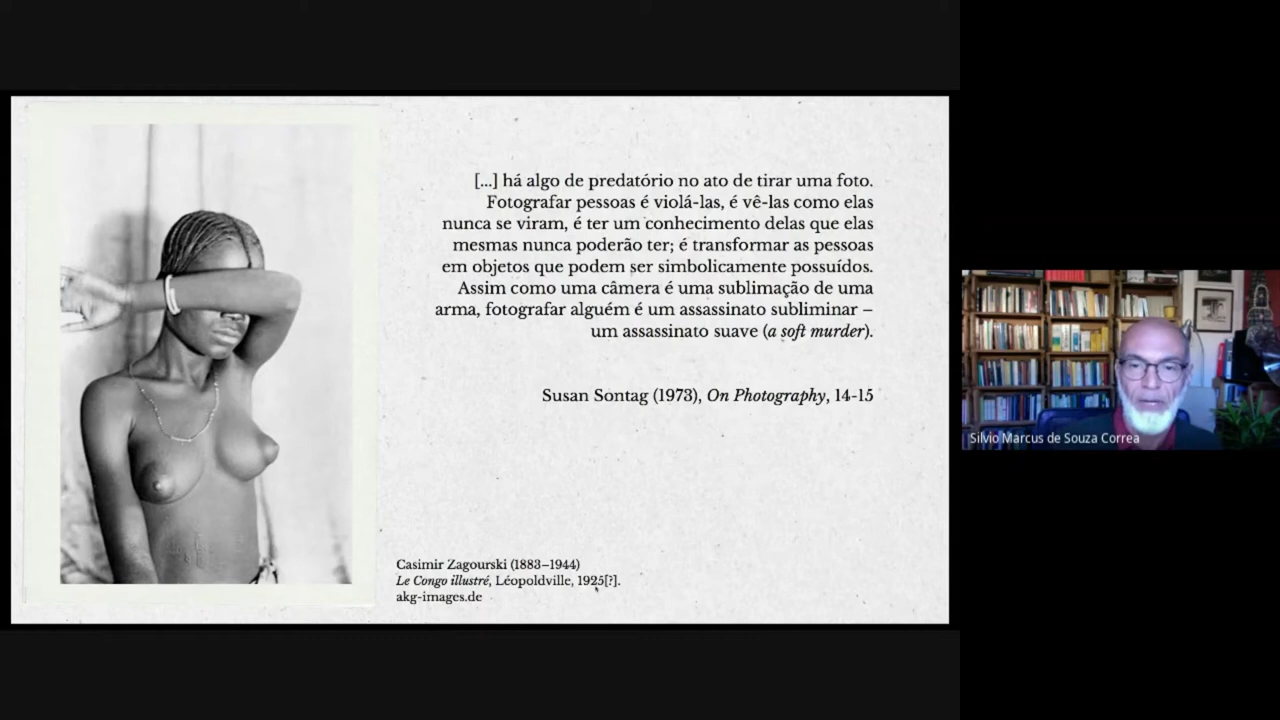 [...] há algo de predatório no ato de tirar uma foto.
Fotografar pessoas é violá-las, é vê-las como elas
nunca se viram, é ter um conhecimento delas que elas
mesmas nunca poderão ter; é transformar as pessoas
em objetos que podem ser simbolicamente possuídos.
Assim como uma câmera é uma sublimação de uma
arma, fotografar alguém é um assassinato subliminar –
um assassinato suave (a soft murder).
Susan Sontag (1973), On Photography, 14-15
Casimir Zagourski (1883–1944)
Le Congo illustré, Léopoldville, 1925[?].
akg-images.de
Silvio Marcus de Souza Correa